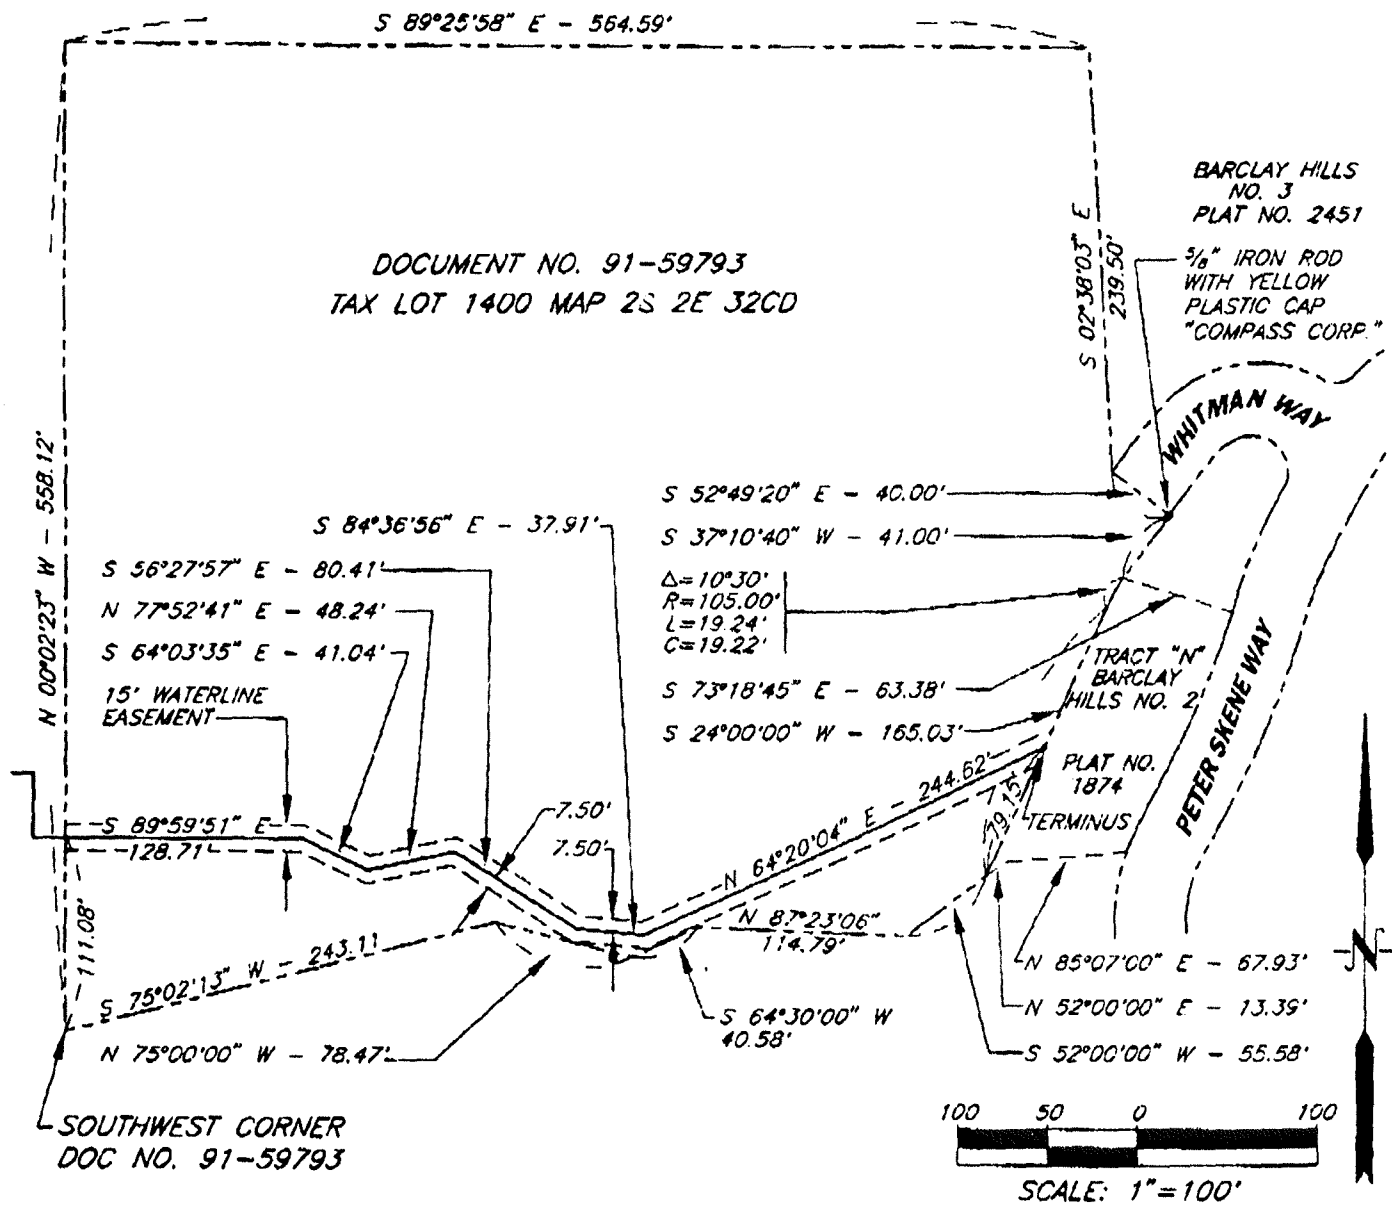 S 89°25'58" E - 564.59'
BARCLAY HILLS
NO. 3
PLAT NO. 2451
DOCUMENT NO. 91-59793
TAX LOT 1400 MAP 2S 2E 32CD
S 02°38'03" E
239.50'
5/8" IRON ROD
WITH YELLOW
PLASTIC CAP
"COMPASS CORP."
WHITMAN WAY
N 00°02'23" W - 558.12'
S 52°49'20" E - 40.00'
S 84°36'56" E - 37.91'
S 37°10'40" W - 41.00'
S 56°27'57" E - 80.41'
N 77°52'41" E - 48.24'
S 64°03'35" E - 41.04'
Δ=10°30'
R=105.00'
L=19.24'
C=19.22'
15' WATERLINE
EASEMENT
S 73°18'45" E - 63.38'
S 24°00'00" W - 165.03'
TRACT "N"
BARCLAY
HILLS NO. 2
PLAT NO.
1874
PETER SKENE WAY
TERMINUS
79.15'
N 64°20'04" E - 244.62'
S 89°59'51" E
128.71'
7.50'
7.50'
N 87°23'06"
114.79'
111.08'
S 75°02'13" W - 243.11
N 85°07'00" E - 67.93'
N 52°00'00" E - 13.39'
S 52°00'00" W - 55.58'
S 64°30'00" W
40.58'
N 75°00'00" W - 78.47'
SOUTHWEST CORNER
DOC NO. 91-59793
N
100 50 0 100
SCALE: 1"=100'